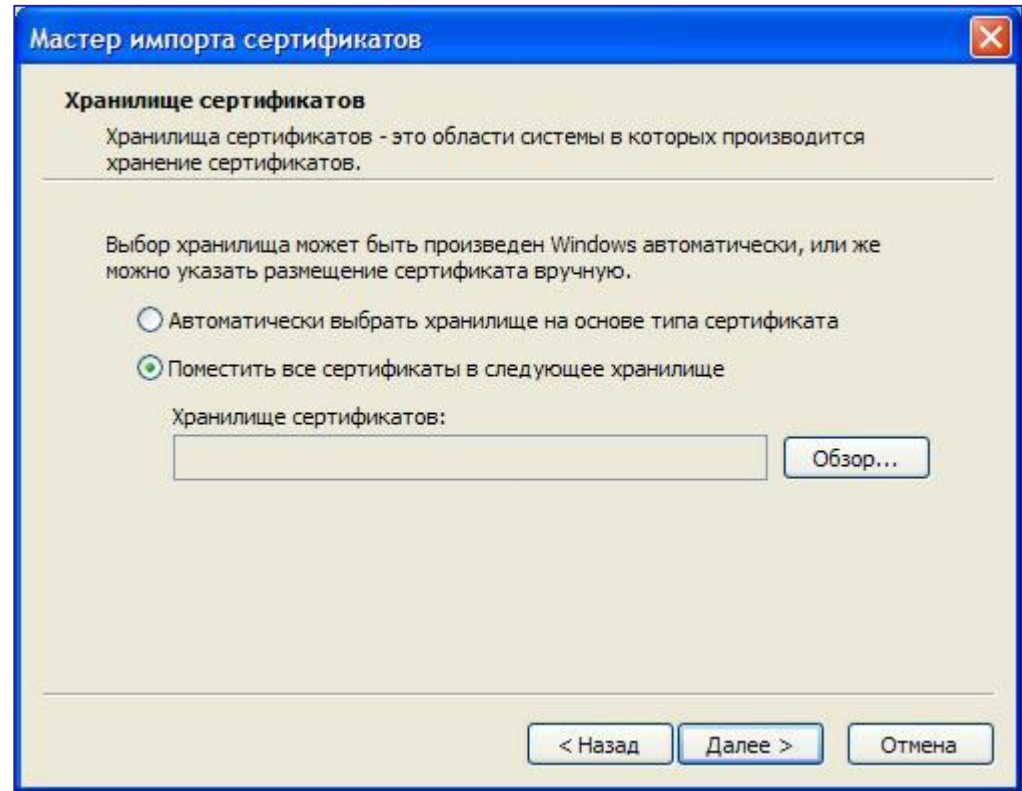 Мастер импорта сертификатов
Хранилище сертификатов
Хранилища сертификатов - это области системы в которых производится
хранение сертификатов.
Выбор хранилища может быть произведен Windows автоматически, или же
можно указать размещение сертификата вручную.
Автоматически выбрать хранилище на основе типа сертификата
Поместить все сертификаты в следующее хранилище
Хранилище сертификатов:
Обзор...
< Назад Далее > Отмена